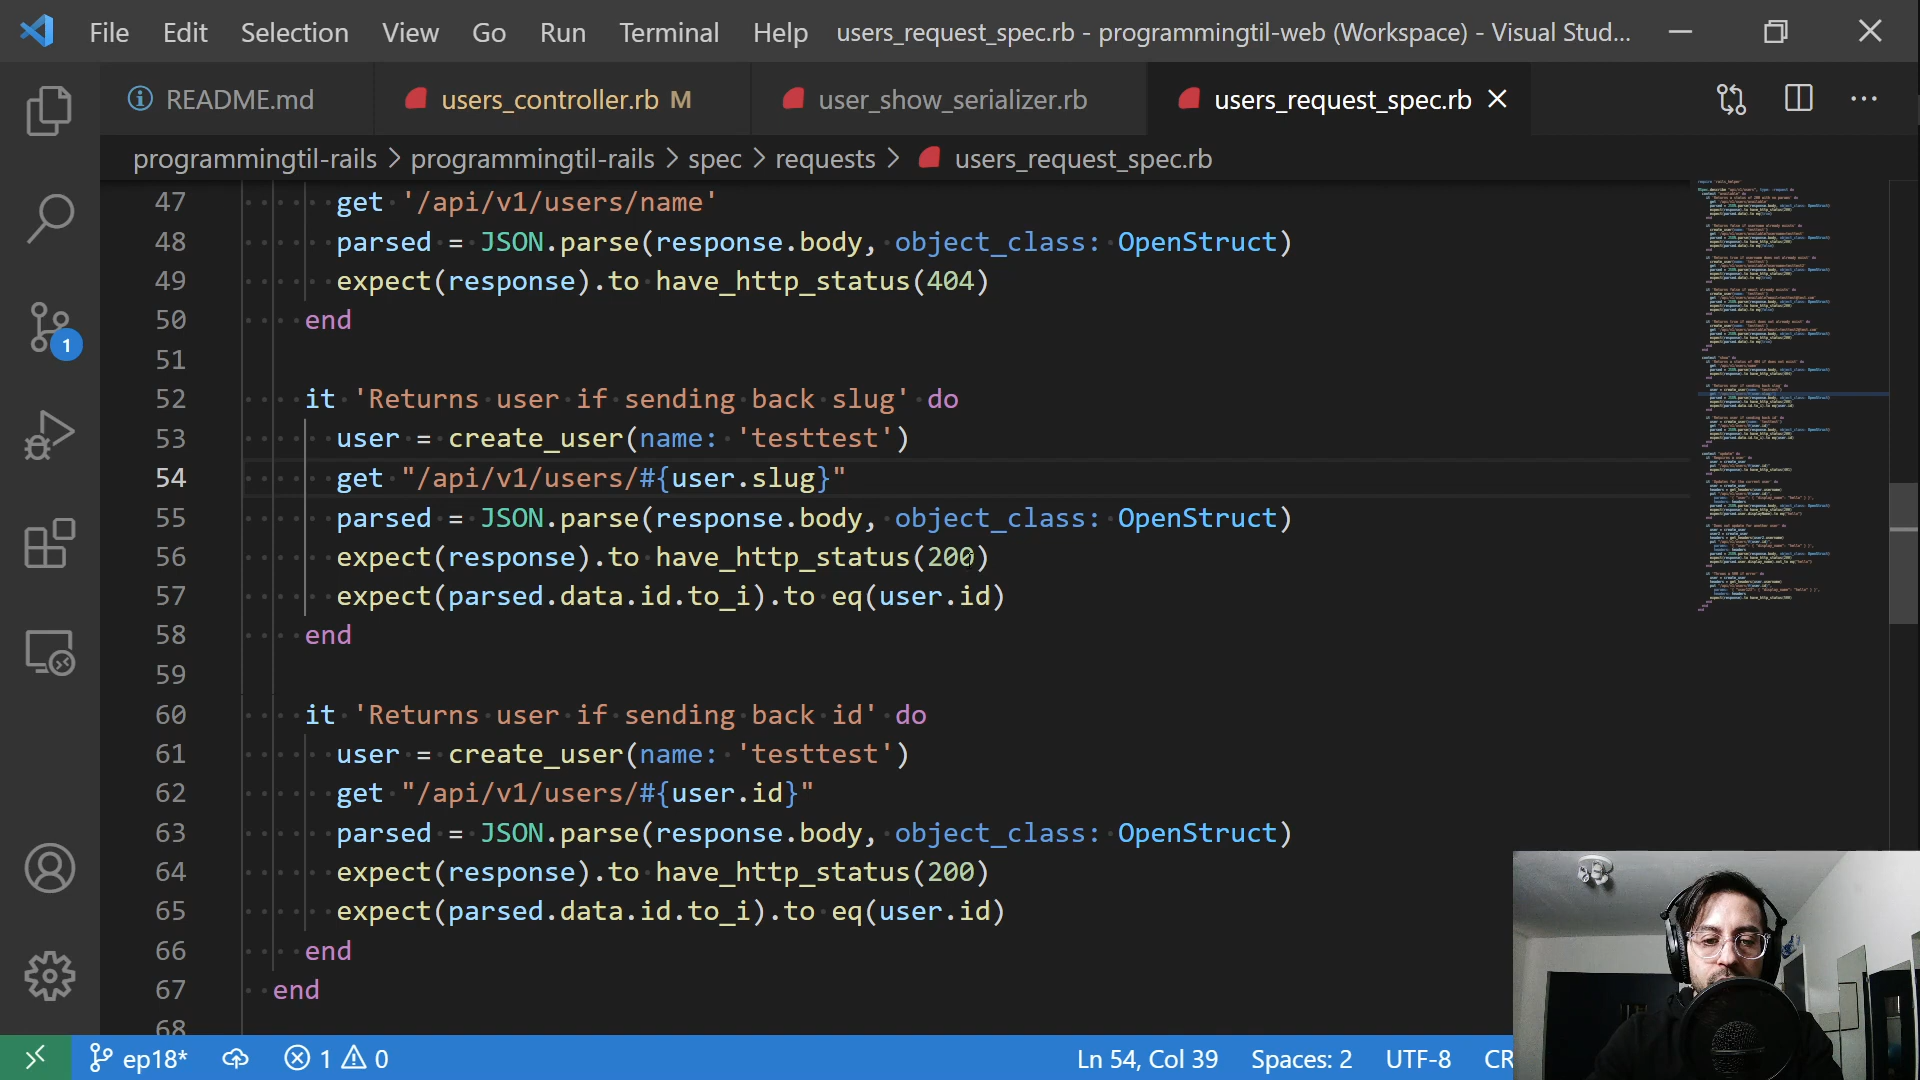 File Edit Selection View Go Run Terminal Help users_request_spec.rb - programmingtil-web (Workspace) - Visual Stud...
README.md users_controller.rb M user_show_serializer.rb users_request_spec.rb
programmingtil-rails > programmingtil-rails > spec > requests > users_request_spec.rb
47 get '/api/v1/users/name'
48 parsed = JSON.parse(response.body, object_class: OpenStruct)
49 expect(response).to have_http_status(404)
50 end
51
52 it 'Returns user if sending back slug' do
53 user = create_user(name: 'testtest')
54 get "/api/v1/users/#{user.slug}"
55 parsed = JSON.parse(response.body, object_class: OpenStruct)
56 expect(response).to have_http_status(200)
57 expect(parsed.data.id.to_i).to eq(user.id)
58 end
59
60 it 'Returns user if sending back id' do
61 user = create_user(name: 'testtest')
62 get "/api/v1/users/#{user.id}"
63 parsed = JSON.parse(response.body, object_class: OpenStruct)
64 expect(response).to have_http_status(200)
65 expect(parsed.data.id.to_i).to eq(user.id)
66 end
67 end
68
1
ep18* 1 0 Ln 54, Col 39 Spaces: 2 UTF-8 CR